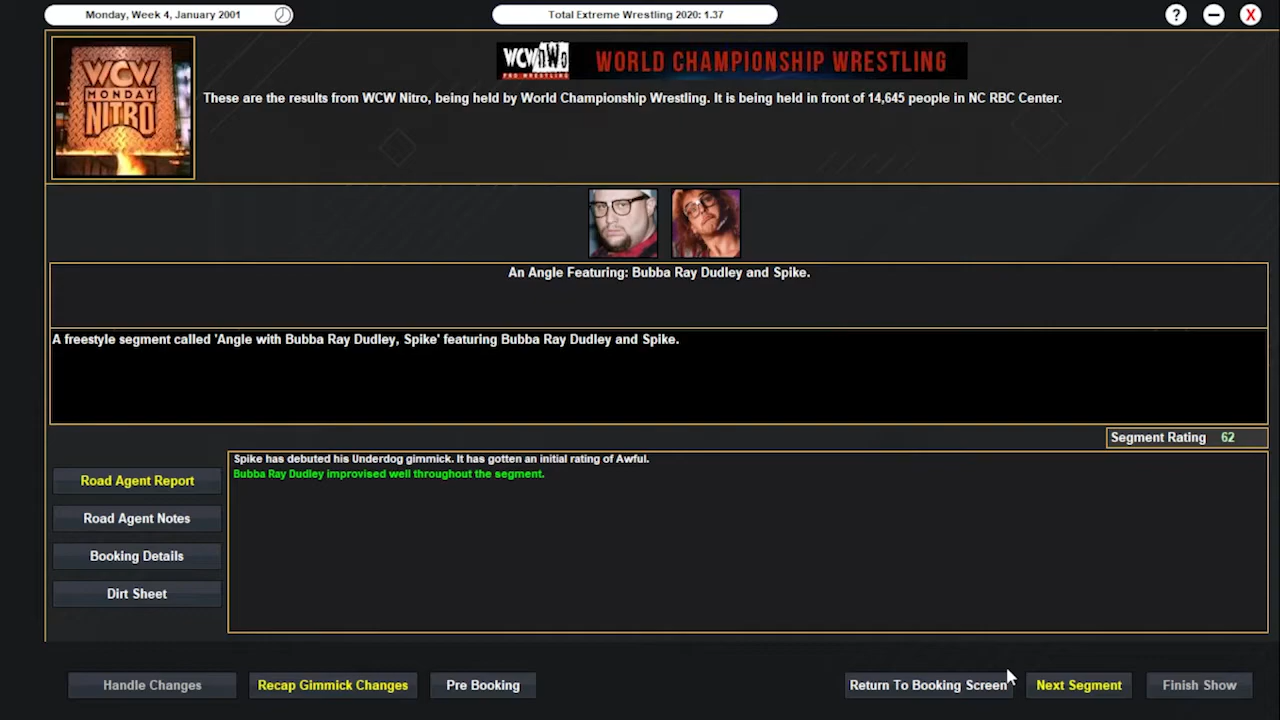 Monday, Week 4, January 2001
Total Extreme Wrestling 2020: 1.37
?
X
WCW
MONDAY
NITRO
WCW nWo
PRO WRESTLING
WORLD CHAMPIONSHIP WRESTLING
These are the results from WCW Nitro, being held by World Championship Wrestling. It is being held in front of 14,645 people in NC RBC Center.
An Angle Featuring: Bubba Ray Dudley and Spike.
A freestyle segment called 'Angle with Bubba Ray Dudley, Spike' featuring Bubba Ray Dudley and Spike.
Segment Rating 62
Spike has debuted his Underdog gimmick. It has gotten an initial rating of Awful.
Bubba Ray Dudley improvised well throughout the segment.
Road Agent Report
Road Agent Notes
Booking Details
Dirt Sheet
Handle Changes
Recap Gimmick Changes
Pre Booking
Return To Booking Screen
Next Segment
Finish Show